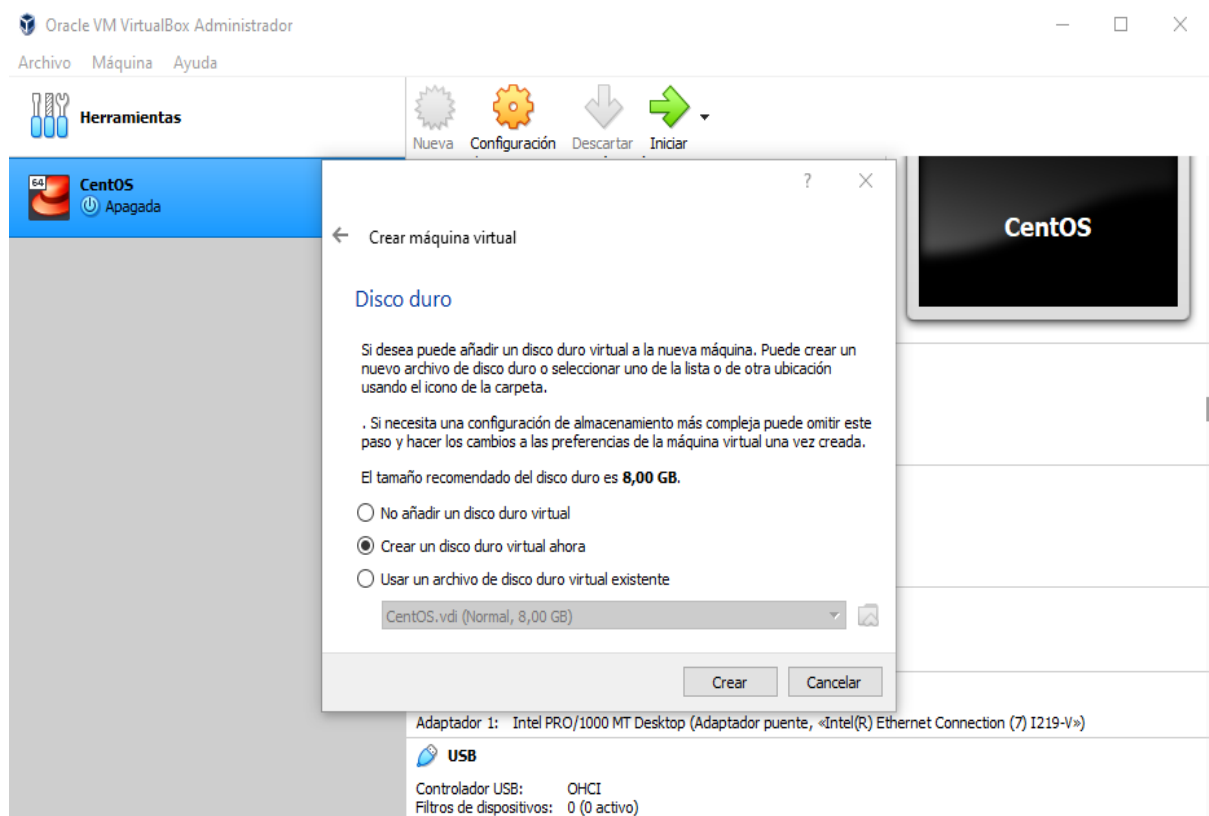 Oracle VM VirtualBox Administrador
Archivo Máquina Ayuda
Herramientas
Nueva Configuración Descartar Iniciar
64
CentOS
Apagada
CentOS
?
Crear máquina virtual
Disco duro
Si desea puede añadir un disco duro virtual a la nueva máquina. Puede crear un
nuevo archivo de disco duro o seleccionar uno de la lista o de otra ubicación
usando el icono de la carpeta.
. Si necesita una configuración de almacenamiento más compleja puede omitir este
paso y hacer los cambios a las preferencias de la máquina virtual una vez creada.
El tamaño recomendado del disco duro es 8,00 GB.
No añadir un disco duro virtual
Crear un disco duro virtual ahora
Usar un archivo de disco duro virtual existente
CentOS.vdi (Normal, 8,00 GB)
Crear Cancelar
Adaptador 1: Intel PRO/1000 MT Desktop (Adaptador puente, «Intel(R) Ethernet Connection (7) I219-V»)
USB
Controlador USB: OHCI
Filtros de dispositivos: 0 (0 activo)